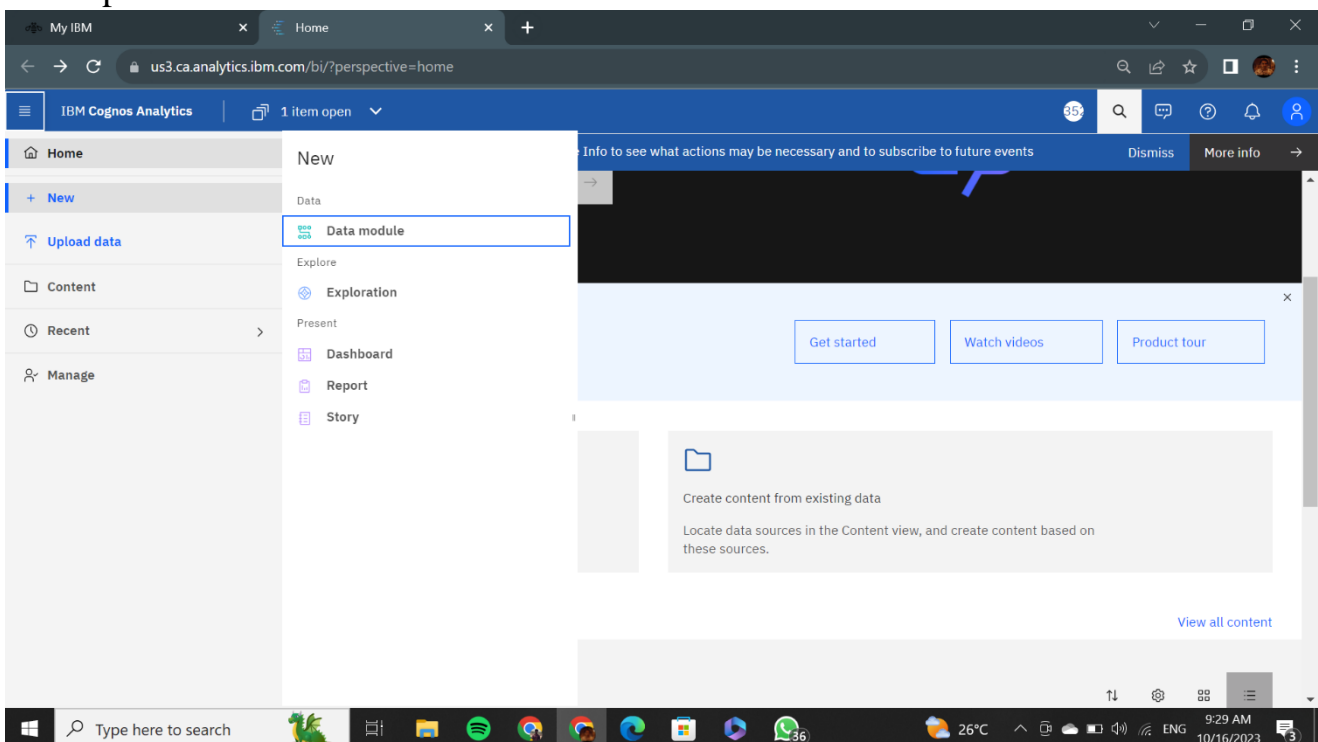 My IBM
Home
us3.ca.analytics.ibm.com/bi/?perspective=home
IBM Cognos Analytics
1 item open
352
Home
New
Info to see what actions may be necessary and to subscribe to future events
Dismiss
More info
New
Data
Upload data
Data module
Explore
Content
Exploration
Recent
Present
Get started
Watch videos
Product tour
Dashboard
Manage
Report
Story
Create content from existing data
Locate data sources in the Content view, and create content based on
these sources.
View all content
Type here to search
36
26°C
ENG
9:29 AM
10/16/2023
3